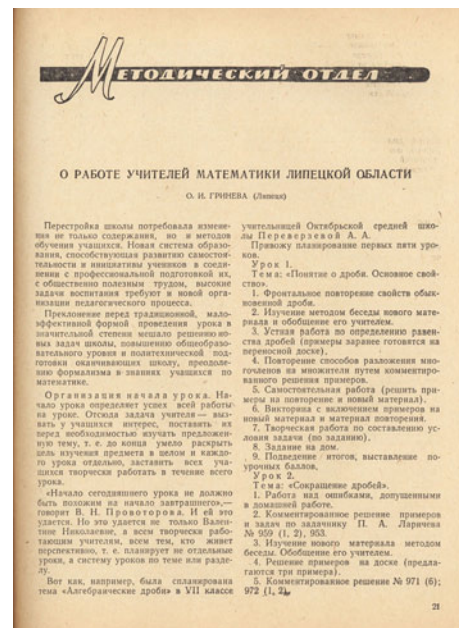 МЕТОДИЧЕСКИЙ ОТДЕЛ
О РАБОТЕ УЧИТЕЛЕЙ МАТЕМАТИКИ ЛИПЕЦКОЙ ОБЛАСТИ
О. И. ГРИНЕВА (Липецк)
Перестройка школы потребовала измене-
ния не только содержания, но и методов
обучения учащихся. Новая система образо-
вания, способствующая развитию самостоя-
тельности и инициативы учеников в соеди-
нении с профессиональной подготовкой их,
с общественно полезным трудом, высокие
задачи воспитания требуют и новой орга-
низации педагогического процесса.
Преклонение перед традиционной, мало-
эффективной формой проведения урока в
значительной степени мешало решению но-
вых задач школы, повышению общеобразо-
вательного уровня и политехнической под-
готовки оканчивающих школу, преодоле-
нию формализма в знаниях учащихся по
математике.
Организация начала урока. На-
чало урока определяет успех всей работы
на уроке. Отсюда задача учителя — выз-
вать у учащихся интерес, поставить их
перед необходимостью изучать предложен-
ную тему, т. е. до конца умело раскрыть
цель изучения предмета в целом и каждо-
го урока отдельно, заставить всех уча-
щихся творчески работать в течение всего
урока.
«Начало сегодняшнего урока не должно
быть похожим на начало завтрашнего»,—
говорит В. Н. Провоторова. И ей это
удается. Но это удается не только Вален-
тине Николаевне, а всем творчески рабо-
тающим учителям, всем тем, кто живет
перспективно, т. е. планирует не отдельные
уроки, а систему уроков по теме или разде-
лу.
Вот как, например, была спланирована
тема «Алгебраические дроби» в VII классе
учительницей Октябрьской средней шко-
лы Переверзевой А. А.
Привожу планирование первых пяти уро-
ков.
Урок 1.
Тема: «Понятие о дроби. Основное свой-
ство».
1. Фронтальное повторение свойств обык-
новенной дроби.
2. Изучение методом беседы нового мате-
риала и обобщение его учителем.
3. Устная работа по определению равен-
ства дробей (примеры заранее готовятся на
переносной доске).
4. Повторение способов разложения мно-
гочленов на множители путем комментиро-
ванного решения примеров.
5. Самостоятельная работа (решить при-
меры на повторение и новый материал).
6. Викторина с включением примеров на
новый материал и материал повторения.
7. Творческая работа по составлению ус-
ловия задачи (по заданию).
8. Задание на дом.
9. Подведение итогов, выставление по-
урочных баллов.
Урок 2.
Тема: «Сокращение дробей».
1. Работа над ошибками, допущенными
в домашней работе.
2. Комментированное решение примеров
и задач по задачнику П. А. Ларичева
№ 959 (1, 2), 953.
3. Изучение нового материала методом
беседы. Обобщение его учителем.
4. Решение примеров на доске (предла-
гаются три примера).
5. Комментированное решение № 971 (6);
972 (1, 2).
21